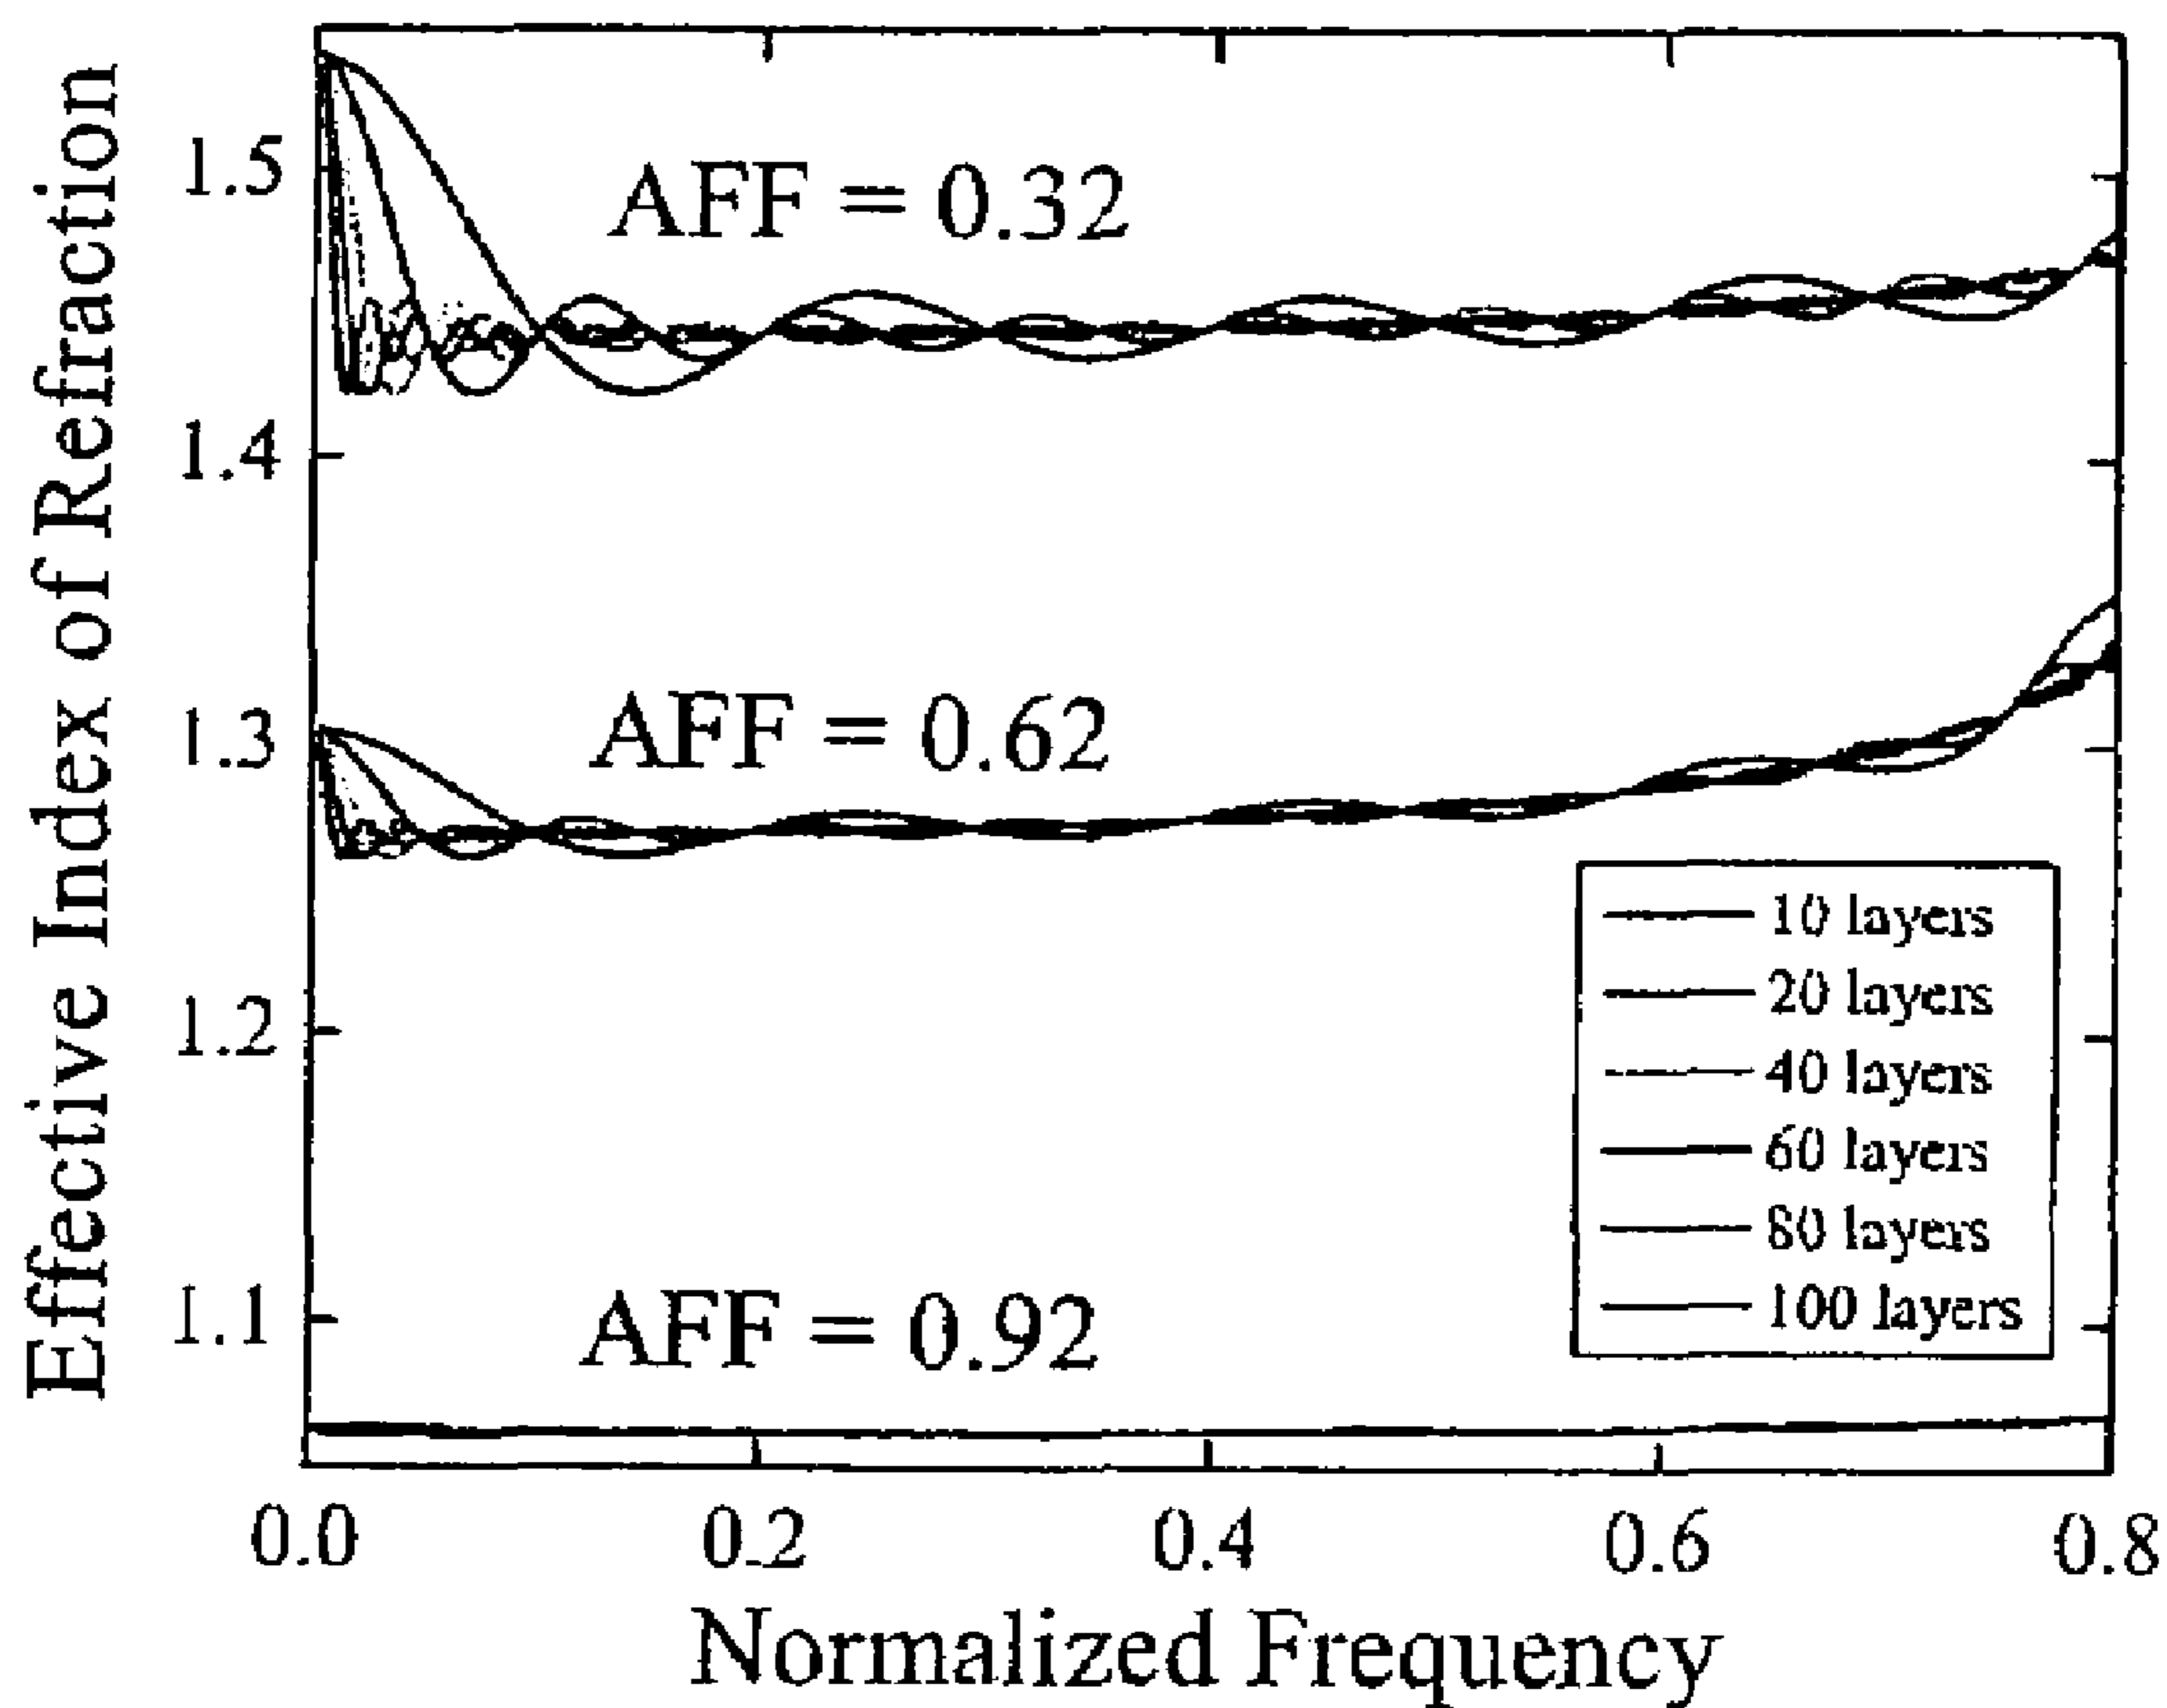 Effective Index of Refraction
1.5
1.4
1.3
1.2
1.1
AFF = 0.32
AFF = 0.62
AFF = 0.92
10 layers
20 layers
40 layers
60 layers
80 layers
100 layers
0.0 0.2 0.4 0.6 0.8
Normalized Frequency